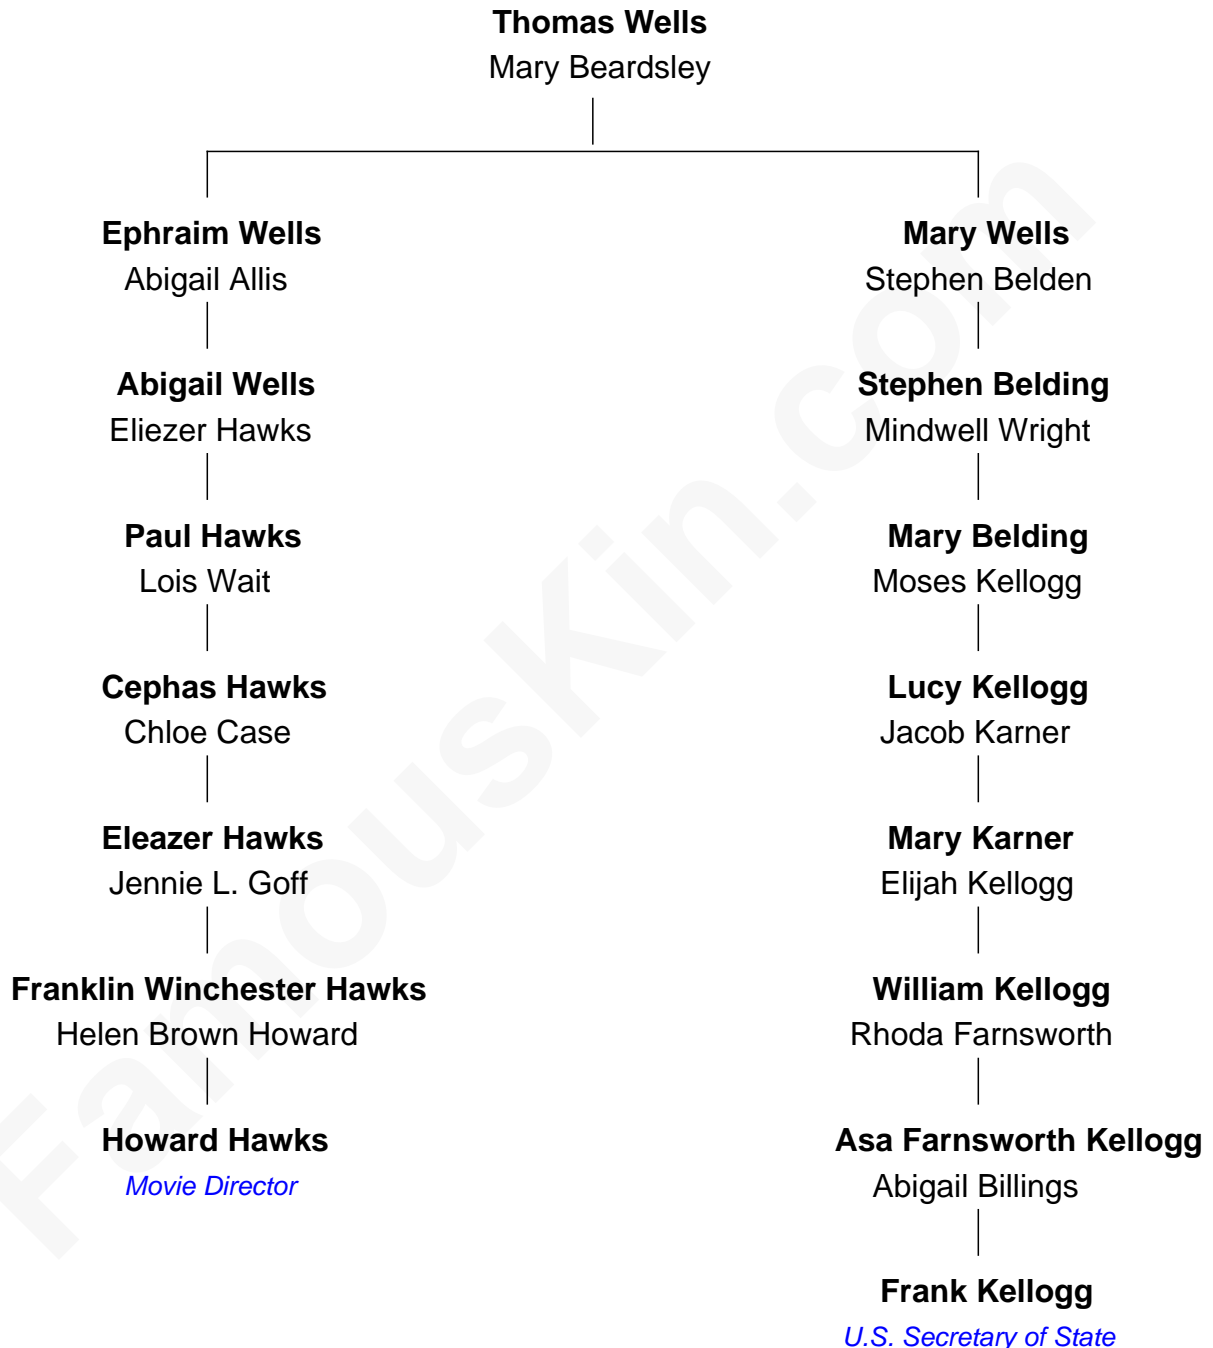 Thomas Wells
Mary Beardsley
Ephraim Wells
Abigail Allis
Abigail Wells
Eliezer Hawks
Paul Hawks
Lois Wait
Cephas Hawks
Chloe Case
Eleazer Hawks
Jennie L. Goff
Franklin Winchester Hawks
Helen Brown Howard
Howard Hawks
Movie Director
Mary Wells
Stephen Belden
Stephen Belding
Mindwell Wright
Mary Belding
Moses Kellogg
Lucy Kellogg
Jacob Karner
Mary Karner
Elijah Kellogg
William Kellogg
Rhoda Farnsworth
Asa Farnsworth Kellogg
Abigail Billings
Frank Kellogg
U.S. Secretary of State
FamousKin.com